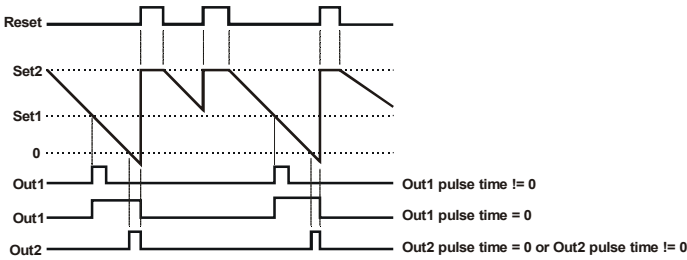 Reset
Set2
Set1
0
Out1
Out1 pulse time != 0
Out1
Out1 pulse time = 0
Out2
Out2 pulse time = 0 or Out2 pulse time != 0